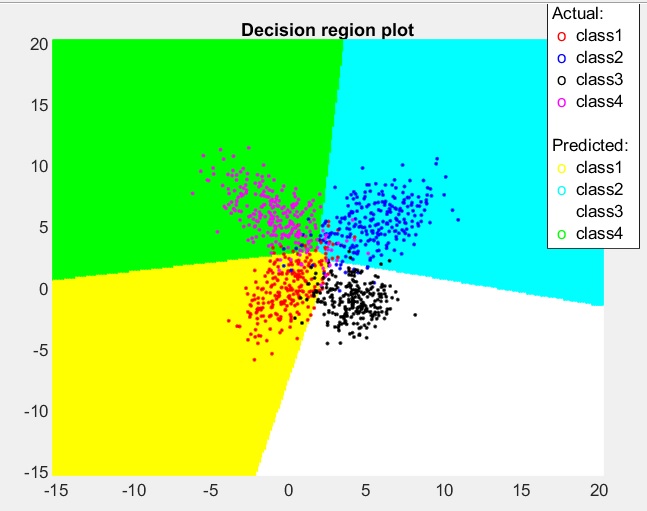 Decision region plot
Actual:
o class1
o class2
o class3
o class4
Predicted:
o class1
o class2
class3
o class4
20
15
10
5
0
-5
-10
-15
-15 -10 -5 0 5 10 15 20